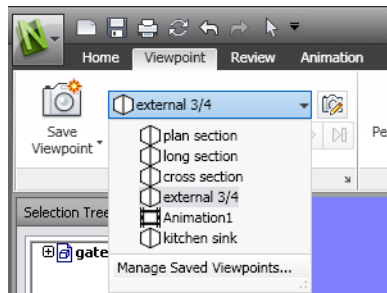 Home Viewpoint Review Animation
external 3/4
Save
Viewpoint
plan section
long section
cross section
external 3/4
Animation1
kitchen sink
Manage Saved Viewpoints...
Selection Tree
gate
Pe